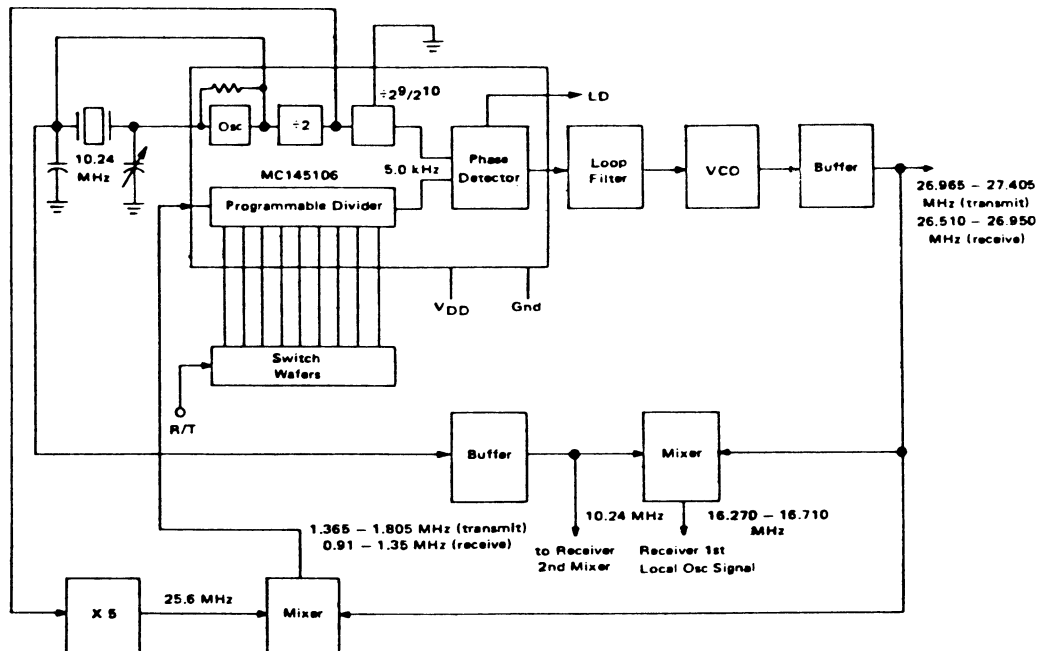 ÷2⁹/2¹⁰
LD
Osc
÷2
10.24
MHz
MC145106
5.0 kHz
Phase
Detector
Loop
Filter
VCO
Buffer
Programmable Divider
26.965 – 27.405
MHz (transmit)
26.510 – 26.950
MHz (receive)
VDD
Gnd
Switch
Wafers
R/T
Buffer
Mixer
10.24 MHz
16.270 – 16.710
MHz
1.365 – 1.805 MHz (transmit)
0.91 – 1.35 MHz (receive)
to Receiver
2nd Mixer
Receiver 1st
Local Osc Signal
X 5
25.6 MHz
Mixer